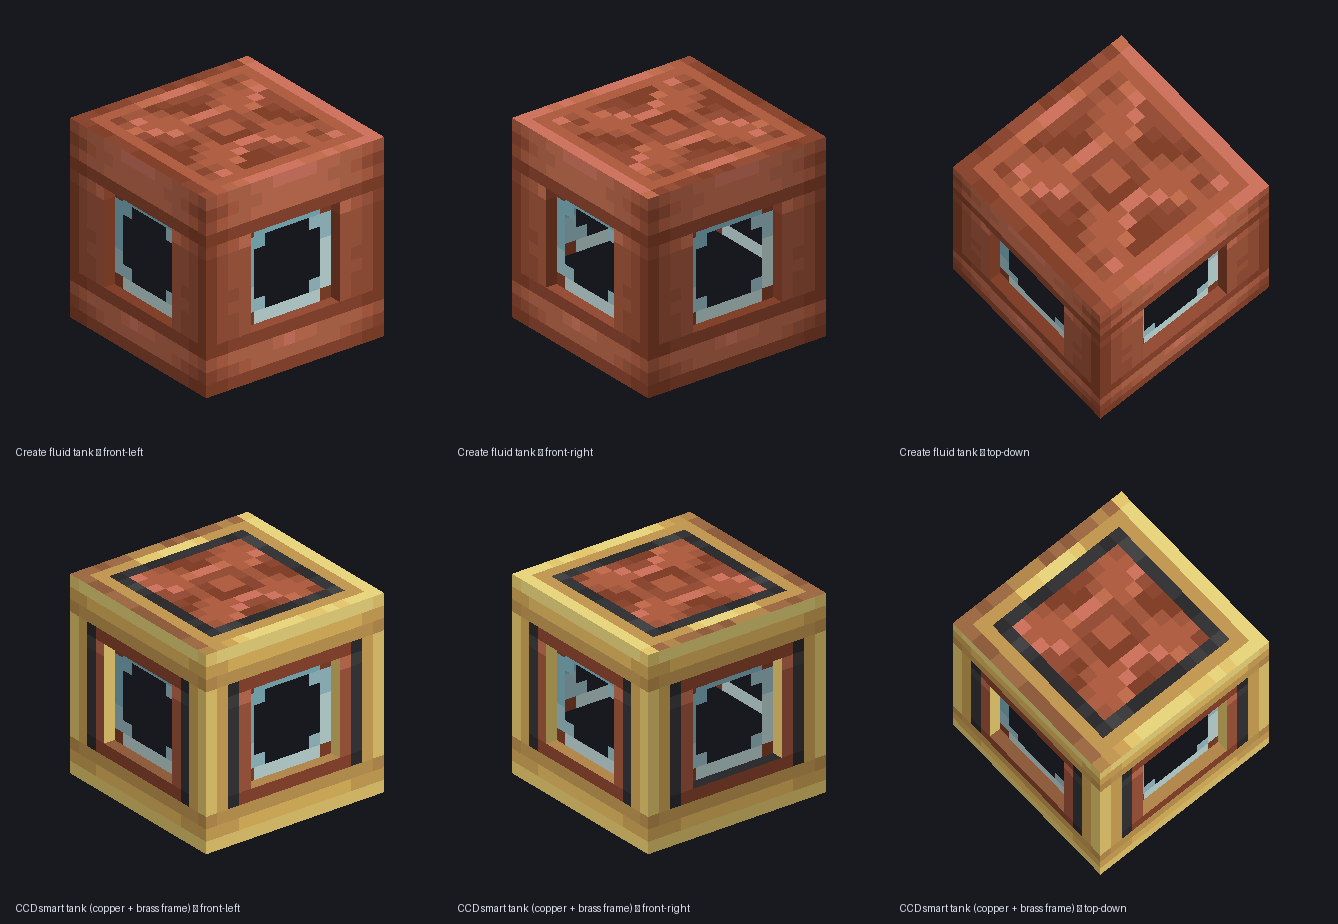 Create fluid tank ▯ front-left
Create fluid tank ▯ front-right
Create fluid tank ▯ top-down
CCD smart tank (copper + brass frame) ▯ front-left
CCD smart tank (copper + brass frame) ▯ front-right
CCD smart tank (copper + brass frame) ▯ top-down